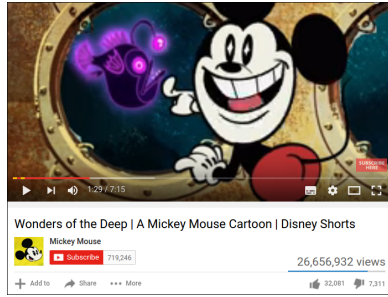 ?
SUBSCRIBE
HERE
1:29 / 7:15
Wonders of the Deep | A Mickey Mouse Cartoon | Disney Shorts
Mickey Mouse
Subscribe 719,246
26,656,932 views
Add to Share More 32,081 7,311